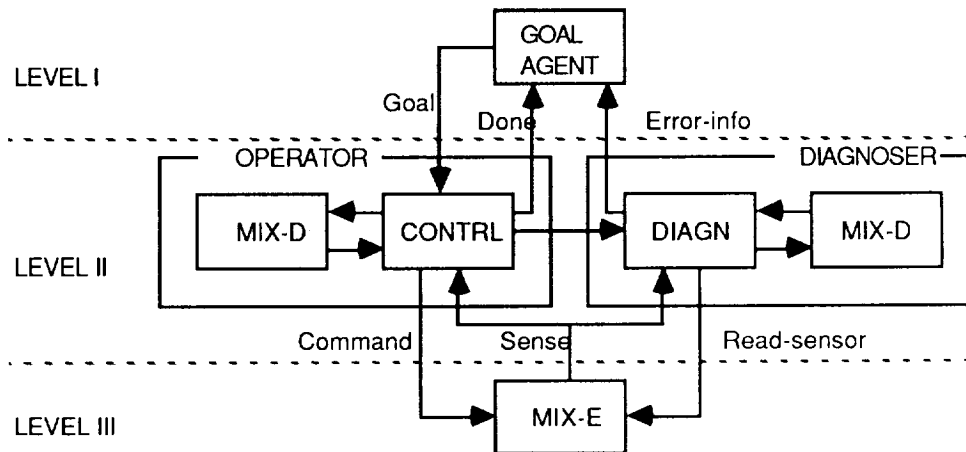 GOAL
AGENT
LEVEL I
Goal
Done
Error-info
OPERATOR
DIAGNOSER
MIX-D
CONTRL
DIAGN
MIX-D
LEVEL II
Command
Sense
Read-sensor
MIX-E
LEVEL III